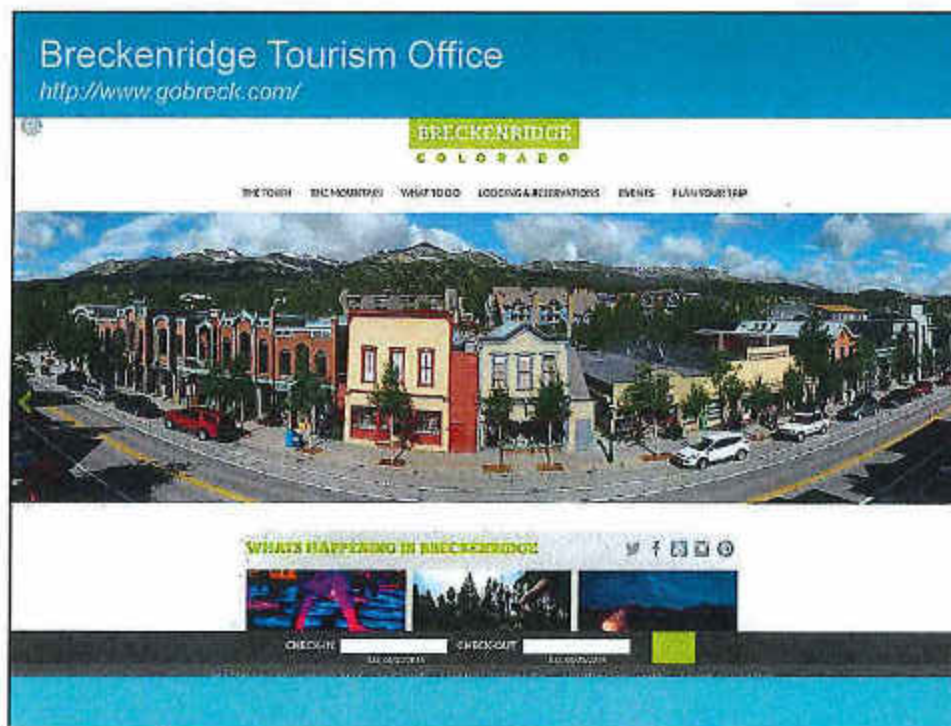 Breckenridge Tourism Office
http://www.gobreck.com/
BRECKENRIDGE
COLORADO
THE TOWN THE MOUNTAIN WHAT TO DO LODGING & RESERVATIONS EVENTS PLAN YOUR TRIP
WHATS HAPPENING IN BRECKENRIDGE
CHECK-IN CHECK-OUT